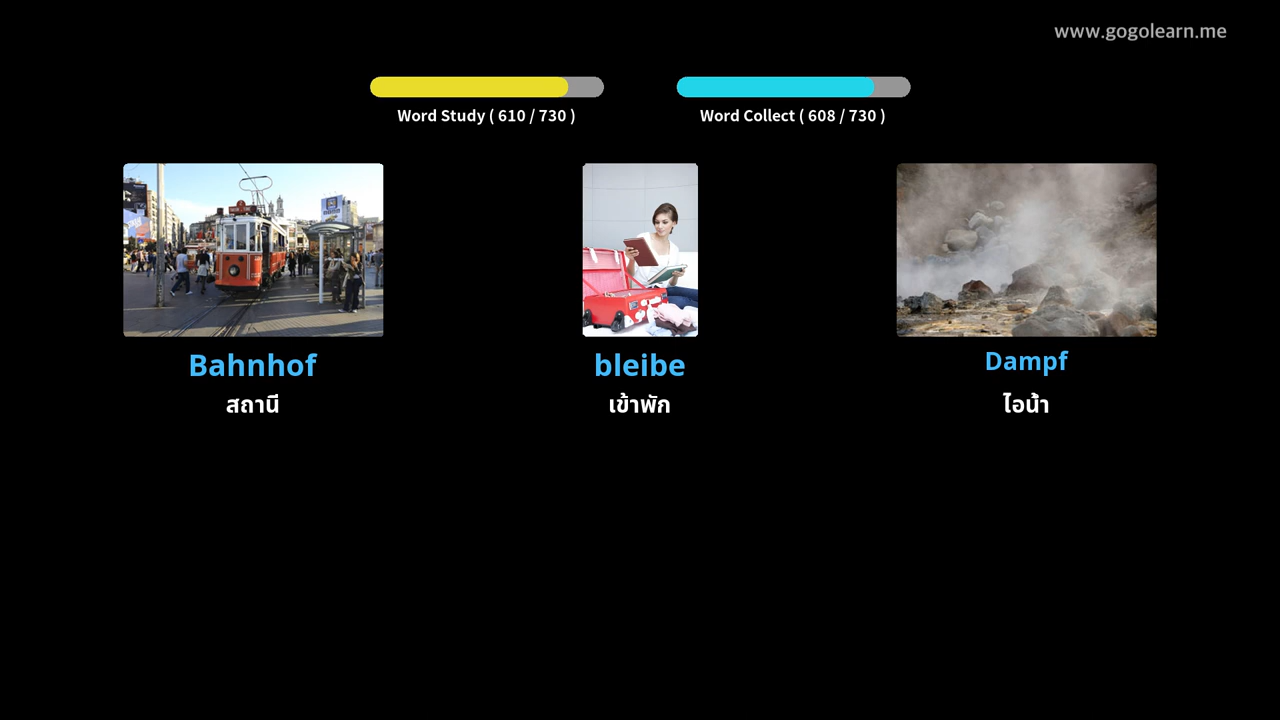 www.gogolearn.me
Word Study ( 610 / 730 )
Word Collect ( 608 / 730 )
Bahnhof
สถานี
bleibe
เข้าพัก
Dampf
ไอน้ำ